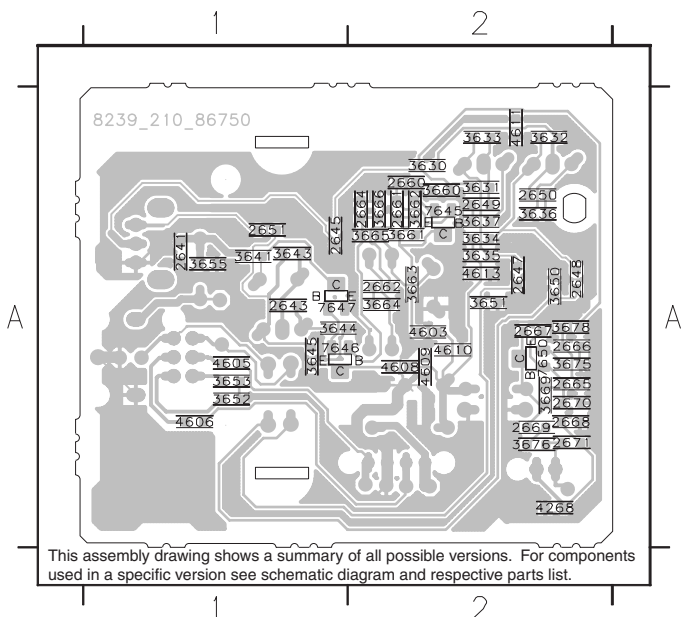 1 2
8239_210_86750
4611
3633 3632
3630
2660
3660 3631
2664 3666 2661 3662
2649 2650
7645
3637 3636
E B
C
2651 2645
3665 3661
3634
2641 3655 3641 3643
3635
4613
3663
2647 3650 2648
C
B E
7647
2662
3664
2643
3651
3644
4603
2667 3678
7646
E B
C
3645
4610
4609
4608
2666
3675
E
C
B
7650
4605
3653
3652
3669 2665
2670
4606
2669 2668
3676 2671
4268
A A
This assembly drawing shows a summary of all possible versions. For components
used in a specific version see schematic diagram and respective parts list.
1 2